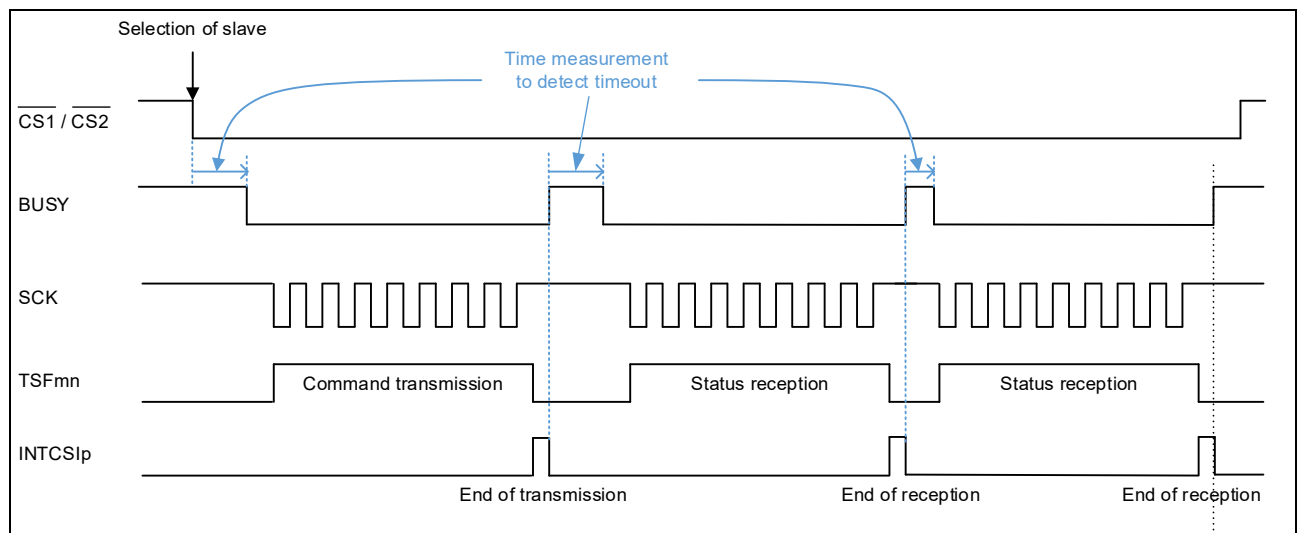 Selection of slave
Time measurement
to detect timeout
CS1 / CS2
BUSY
SCK
TSFmn
Command transmission
Status reception
Status reception
INTCSIp
End of transmission
End of reception
End of reception